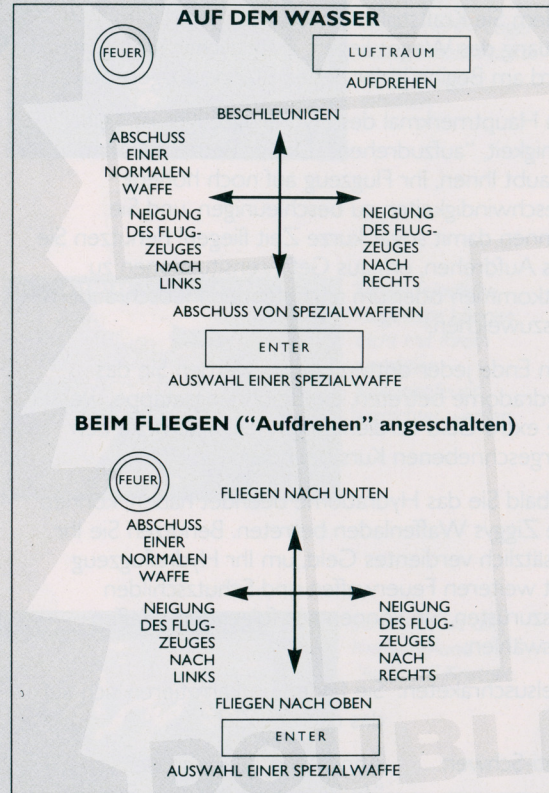 AUF DEM WASSER
FEUER
LUFTRAUM
AUFDREHEN
BESCHLEUNIGEN
ABSCHUSS
EINER
NORMALEN
WAFFE
NEIGUNG
DES FLUG-
ZEUGES
NACH
LINKS
NEIGUNG
DES FLUG-
ZEUGES
NACH
RECHTS
ABSCHUSS VON SPEZIALWAFFENN
ENTER
AUSWAHL EINER SPEZIALWAFFE
BEIM FLIEGEN (“Aufdrehen” angeschalten)
FEUER
FLIEGEN NACH UNTEN
ABSCHUSS
EINER
NORMALEN
WAFFE
NEIGUNG
DES FLUG-
ZEUGES
NACH
LINKS
NEIGUNG
DES FLUG-
ZEUGES
NACH
RECHTS
FLIEGEN NACH OBEN
ENTER
AUSWAHL EINER SPEZIALWAFFE